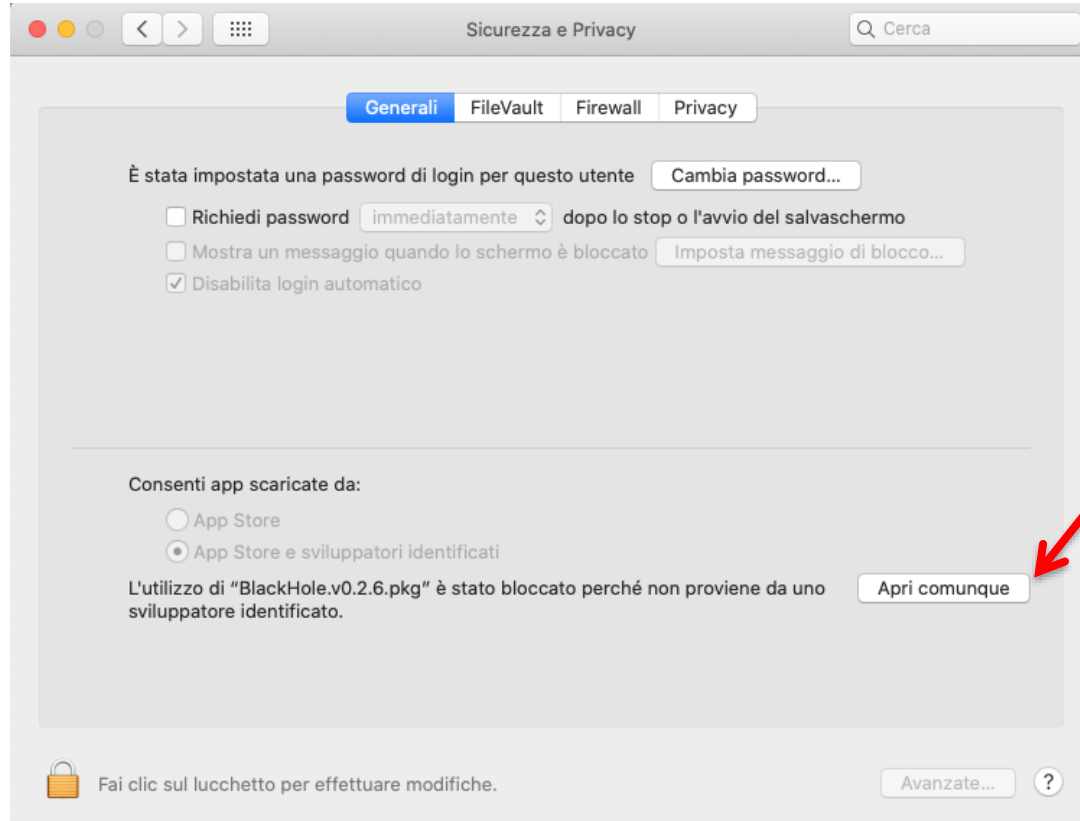 Sicurezza e Privacy
Cerca
Generali FileVault Firewall Privacy
È stata impostata una password di login per questo utente Cambia password...
Richiedi password immediatamente dopo lo stop o l'avvio del salvaschermo
Mostra un messaggio quando lo schermo è bloccato Imposta messaggio di blocco...
Disabilita login automatico
Consenti app scaricate da:
App Store
App Store e sviluppatori identificati
L'utilizzo di “BlackHole.v0.2.6.pkg” è stato bloccato perché non proviene da uno Apri comunque
sviluppatore identificato.
Fai clic sul lucchetto per effettuare modifiche. Avanzate... ?